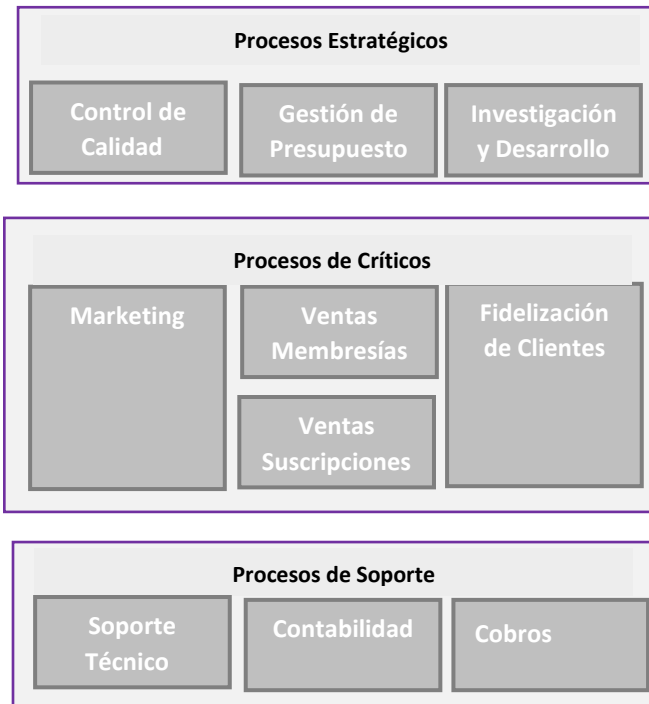 Procesos Estratégicos
Control de
Calidad
Gestión de
Presupuesto
Investigación
y Desarrollo
Procesos de Críticos
Marketing
Ventas
Membresías
Ventas
Suscripciones
Fidelización
de Clientes
Procesos de Soporte
Soporte
Técnico
Contabilidad
Cobros